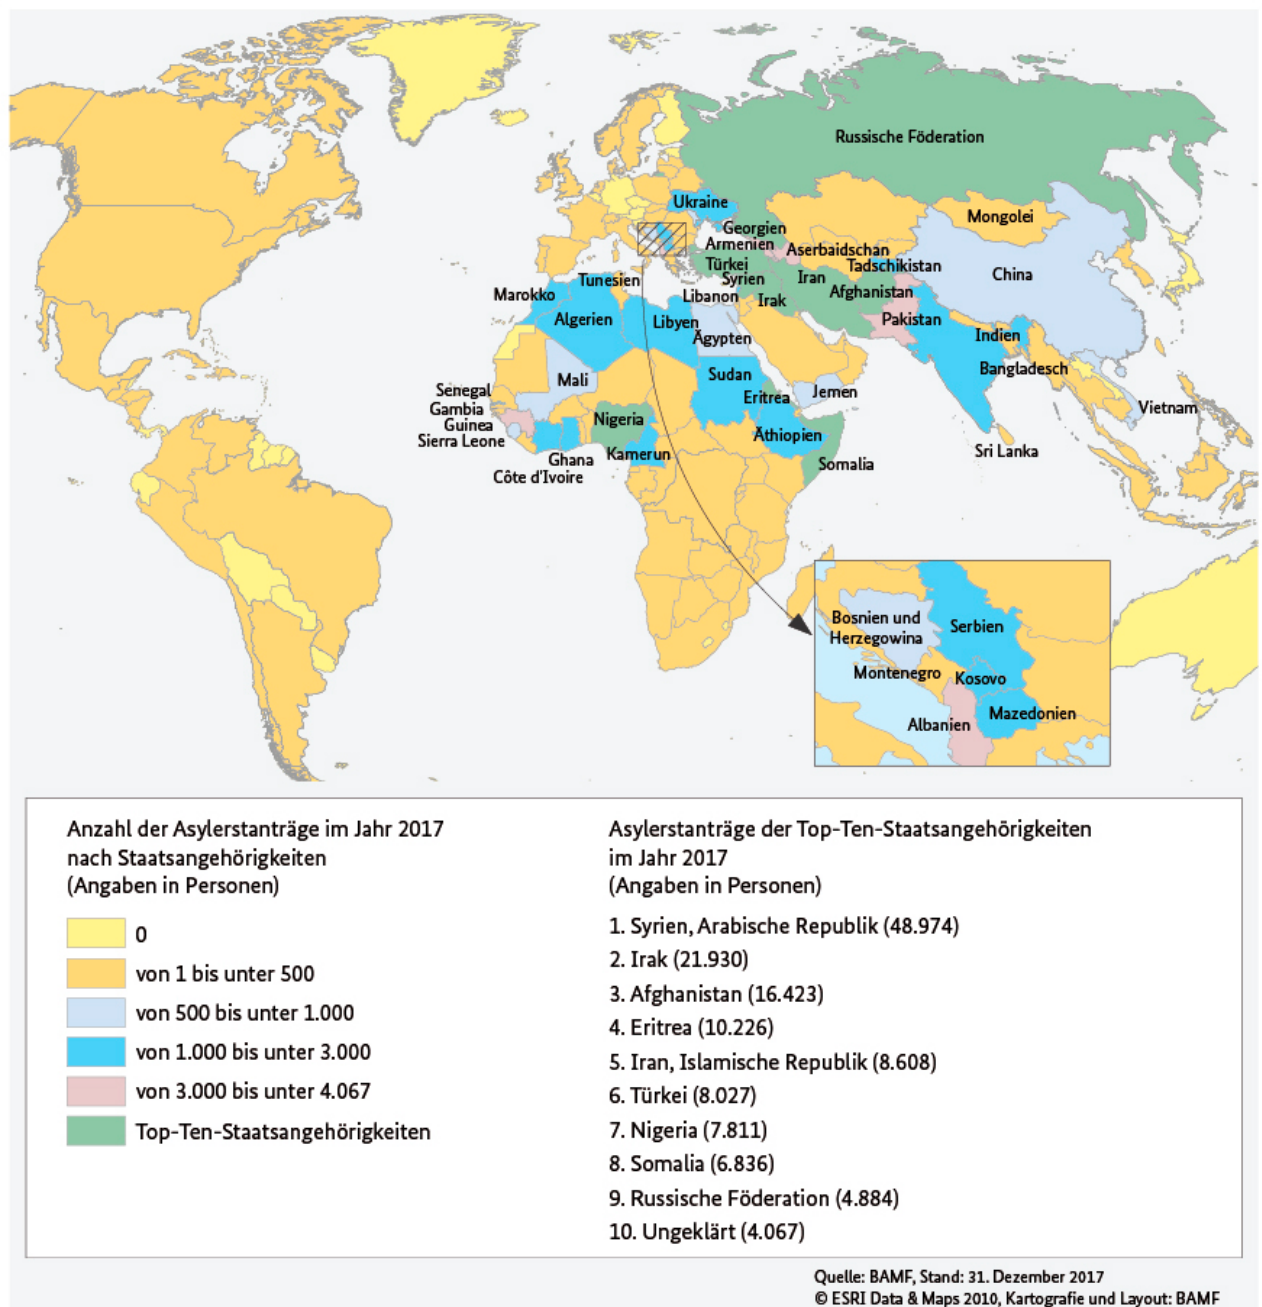 Russische Föderation
Ukraine
Mongolei
Georgien
Armenien
Aserbaidschan
Türkei
Tadschikistan
China
Syrien
Iran
Tunesien
Afghanistan
Marokko
Libanon
Irak
Algerien
Libyen
Pakistan
Ägypten
Indien
Bangladesch
Mali
Sudan
Senegal
Jemen
Eritrea
Gambia
Vietnam
Guinea
Nigeria
Sierra Leone
Äthiopien
Sri Lanka
Ghana
Kamerun
Somalia
Côte d'Ivoire
Bosnien und
Herzegowina
Serbien
Montenegro
Kosovo
Albanien
Mazedonien
Anzahl der Asylerstanträge im Jahr 2017
nach Staatsangehörigkeiten
(Angaben in Personen)
0
von 1 bis unter 500
von 500 bis unter 1.000
von 1.000 bis unter 3.000
von 3.000 bis unter 4.067
Top-Ten-Staatsangehörigkeiten
Asylerstanträge der Top-Ten-Staatsangehörigkeiten
im Jahr 2017
(Angaben in Personen)
1. Syrien, Arabische Republik (48.974)
2. Irak (21.930)
3. Afghanistan (16.423)
4. Eritrea (10.226)
5. Iran, Islamische Republik (8.608)
6. Türkei (8.027)
7. Nigeria (7.811)
8. Somalia (6.836)
9. Russische Föderation (4.884)
10. Ungeklärt (4.067)
Quelle: BAMF, Stand: 31. Dezember 2017
© ESRI Data & Maps 2010, Kartografie und Layout: BAMF